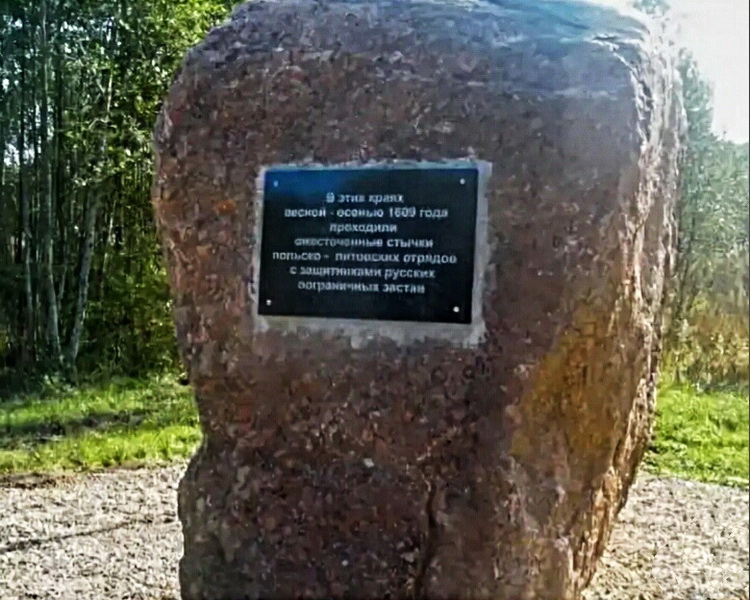 В этих краях
весной - осенью 1609 года
проходили
ожесточенные стычки
польско - литовских отрядов
с защитниками русских
пограничных застав